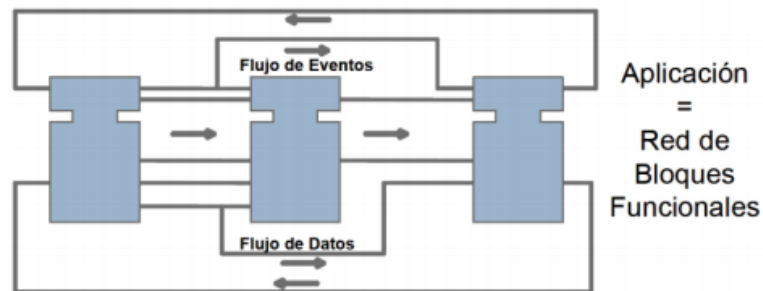 Flujo de Eventos
Flujo de Datos
Aplicación
=
Red de
Bloques
Funcionales